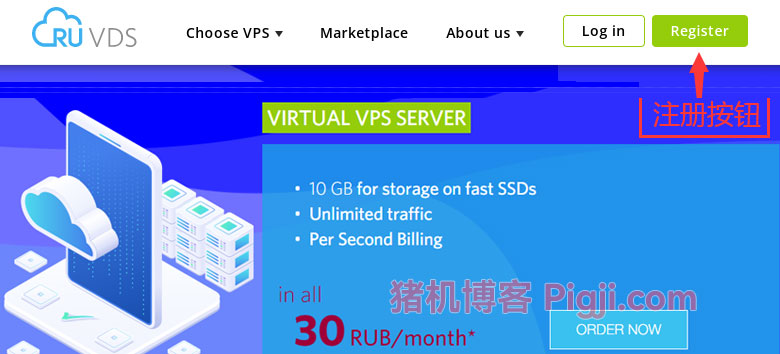 RU VDS
Choose VPS
Marketplace
About us
Log in
Register
注册按钮
VIRTUAL VPS SERVER
• 10 GB for storage on fast SSDs
• Unlimited traffic
• Per Second Billing
猪机博客 Pigji.com
in all
30 RUB/month*
ORDER NOW